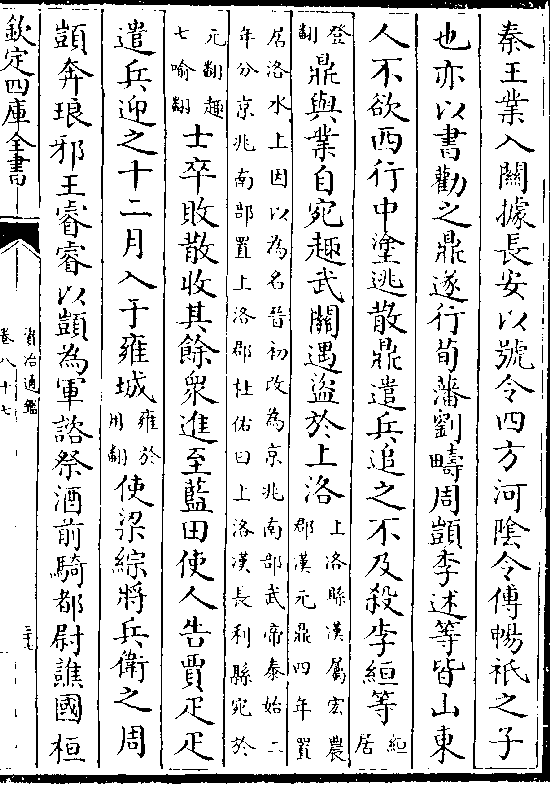 秦王業入關據長安以號令四方河陰令傅暢祇之子
也亦以書勸之鼎遂行荀藩劉疇周顗李述等皆山東
人不欲西行中塗逃散鼎遣兵追之不及殺李絙等絙居
登翻鼎與業自宛趣武關遇盜於上洛上洛縣漢屬宏農郡漢元鼎四年置
居洛水上因以為名晉初改為京兆南部武帝泰始二
年分京兆南部置上洛郡杜佑曰上洛漢長利縣宛於
元翻趣七喻翻士卒敗散收其餘衆進至藍田使人告賈疋疋
遣兵迎之十二月入于雍城雍於用翻使梁綜將兵衛之周
顗奔琅邪王睿睿以顗為軍諮祭酒前騎都尉譙國桓
欽定四庫全書
資治通鑑
卷八十七